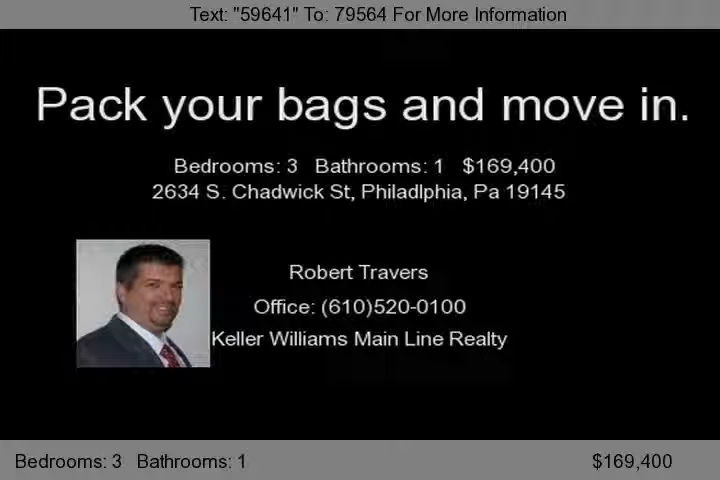 Text: "59641" To: 79564 For More Information
Pack your bags and move in.
Bedrooms: 3 Bathrooms: 1 $169,400
2634 S. Chadwick St, Philadlphia, Pa 19145
Robert Travers
Office: (610)520-0100
Keller Williams Main Line Realty
Bedrooms: 3 Bathrooms: 1 $169,400